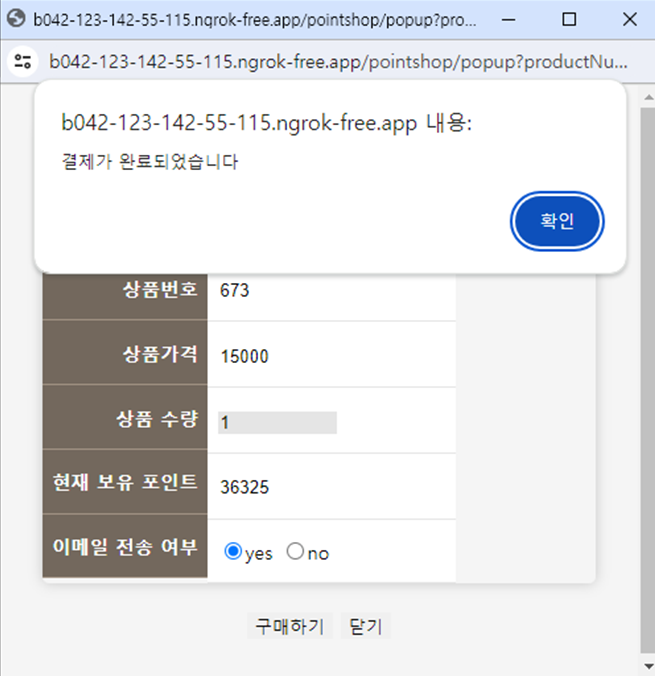 b042-123-142-55-115.ngrok-free.app/pointshop/popup?pro...
b042-123-142-55-115.ngrok-free.app/pointshop/popup?productNu...
b042-123-142-55-115.ngrok-free.app 내용:
결제가 완료되었습니다
확인
상품번호 673
상품가격 15000
상품 수량 1
현재 보유 포인트 36325
이메일 전송 여부 yes no
구매하기 닫기